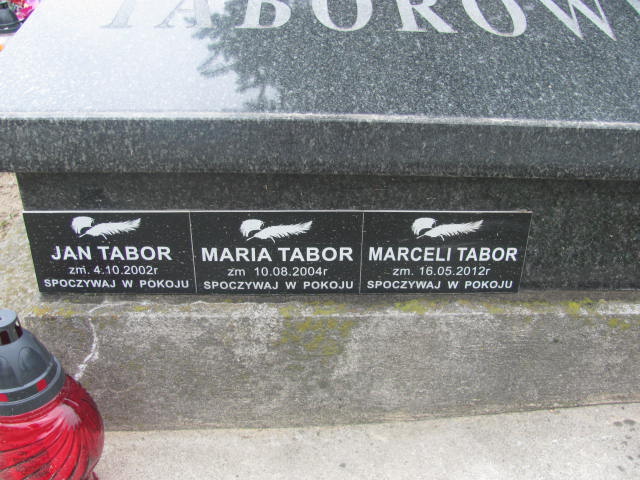 TABORÓW
JAN TABOR
zm. 4.10.2002r
SPOCZYWAJ W POKOJU
MARIA TABOR
zm 10.08.2004r
SPOCZYWAJ W POKOJU
MARCELI TABOR
zm. 16.05.2012r
SPOCZYWAJ W POKOJU